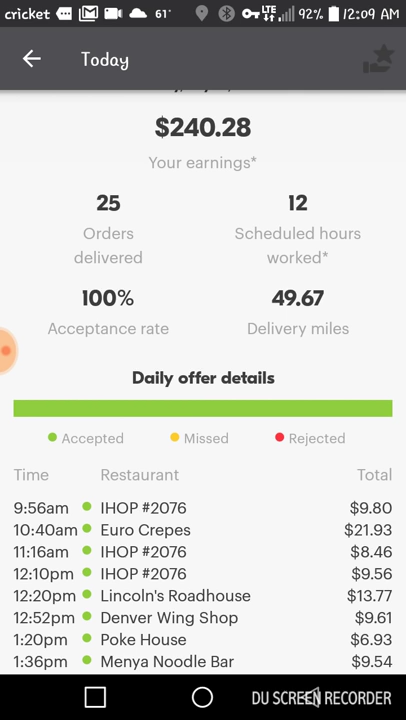 cricket 61° LTE 92% 12:09 AM
Today
$240.28
Your earnings*
25 12
Orders delivered Scheduled hours worked*
100% 49.67
Acceptance rate Delivery miles
Daily offer details
Accepted Missed Rejected
Time Restaurant Total
9:56am IHOP #2076 $9.80
10:40am Euro Crepes $21.93
11:16am IHOP #2076 $8.46
12:10pm IHOP #2076 $9.56
12:20pm Lincoln's Roadhouse $13.77
12:52pm Denver Wing Shop $9.61
1:20pm Poke House $6.93
1:36pm Menya Noodle Bar $9.54
DU SCREEN RECORDER